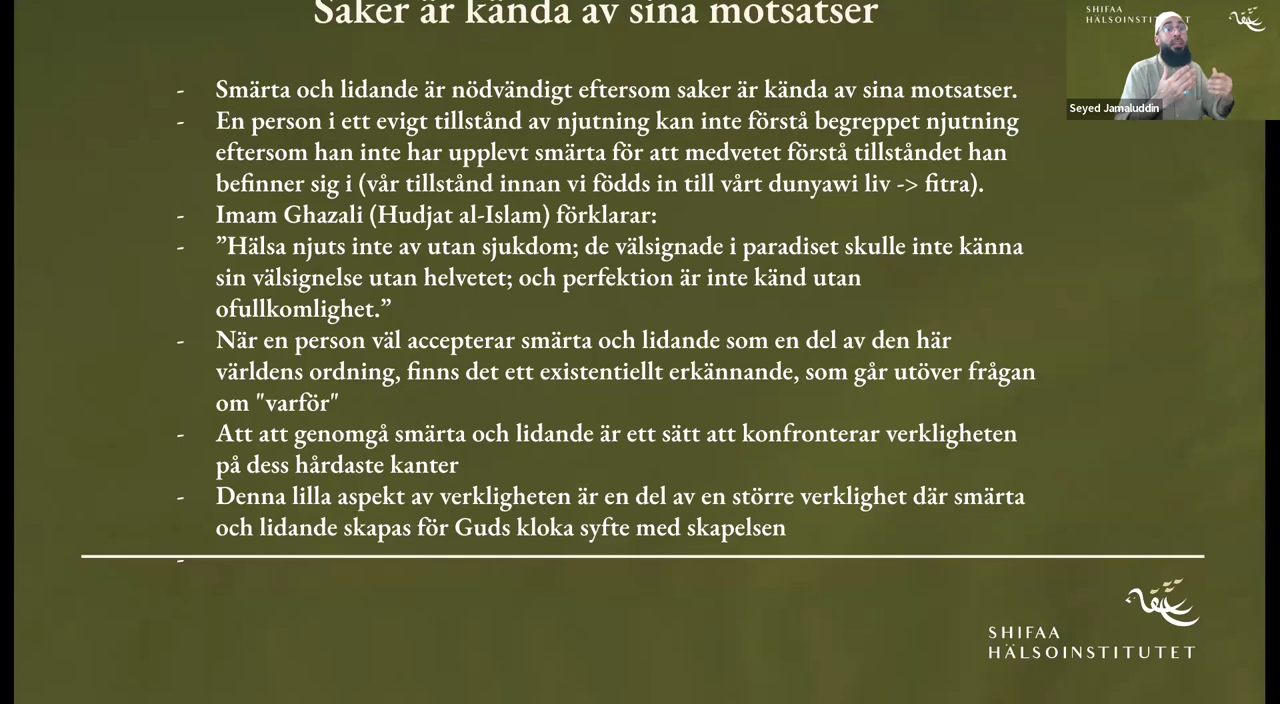 Saker är kända av sina motsatser
SHIFAA
HÄLSOINSTITUTET
Seyed Jamaluddin
- Smärta och lidande är nödvändigt eftersom saker är kända av sina motsatser.
- En person i ett evigt tillstånd av njutning kan inte förstå begreppet njutning
eftersom han inte har upplevt smärta för att medvetet förstå tillståndet han
befinner sig i (vår tillstånd innan vi födds in till vårt dunyawi liv -> fitra).
- Imam Ghazali (Hudjat al-Islam) förklarar:
- ”Hälsa njuts inte av utan sjukdom; de välsignade i paradiset skulle inte känna
sin välsignelse utan helvetet; och perfektion är inte känd utan
ofullkomlighet.”
- När en person väl accepterar smärta och lidande som en del av den här
världens ordning, finns det ett existentiellt erkännande, som går utöver frågan
om "varför"
- Att att genomgå smärta och lidande är ett sätt att konfronterar verkligheten
på dess hårdaste kanter
- Denna lilla aspekt av verkligheten är en del av en större verklighet där smärta
och lidande skapas för Guds kloka syfte med skapelsen
-
SHIFAA
HÄLSOINSTITUTET